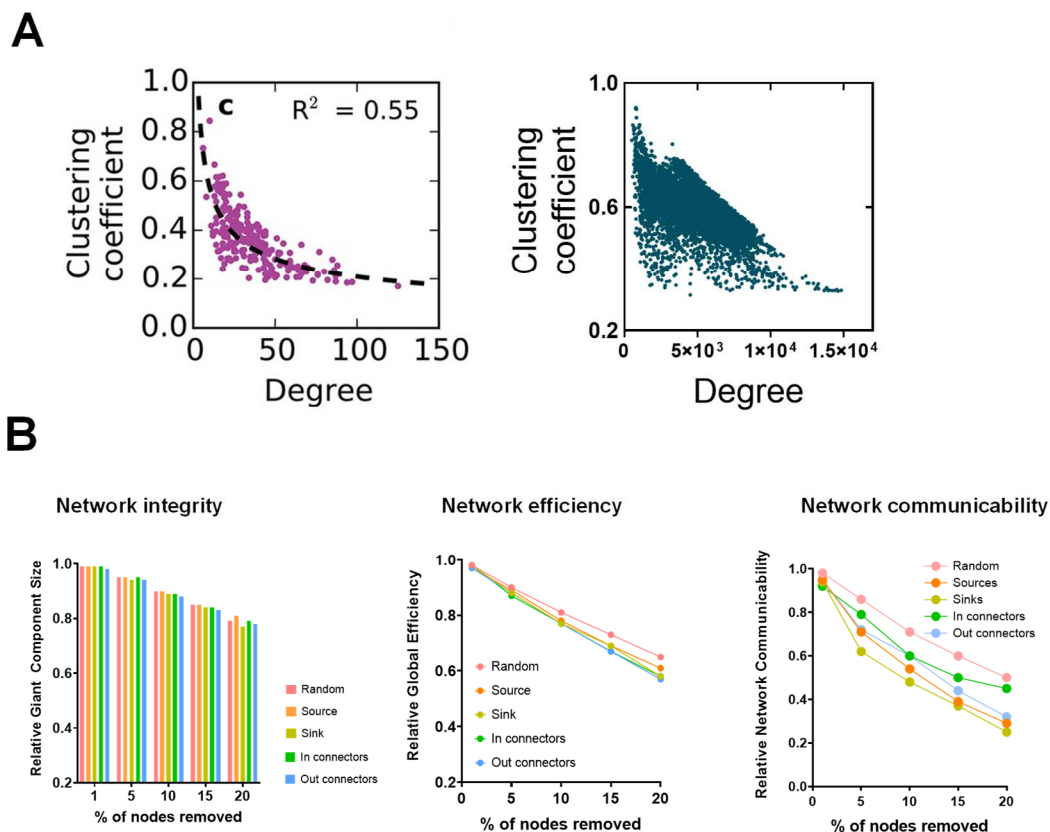 A
Clustering
coefficient
1.0
0.8
0.6
0.4
0.2
0.0
c
R² = 0.55
0
50
100
150
Degree
Clustering
coefficient
1.0
0.6
0.2
0
5×10³
1×10⁴
1.5×10⁴
Degree
B
Network integrity
Relative Giant Component Size
1.0
0.8
0.6
0.4
0.2
1
5
10
15
20
% of nodes removed
Random
Source
Sink
In connectors
Out connectors
Network efficiency
Relative Global Efficiency
1.0
0.8
0.6
0.4
0.2
0
5
10
15
20
% of nodes removed
Random
Source
Sink
In connectors
Out connectors
Network communicability
Relative Network Communicability
1.0
0.8
0.6
0.4
0.2
0.0
0
5
10
15
20
% of nodes removed
Random
Sources
Sinks
In connectors
Out connectors